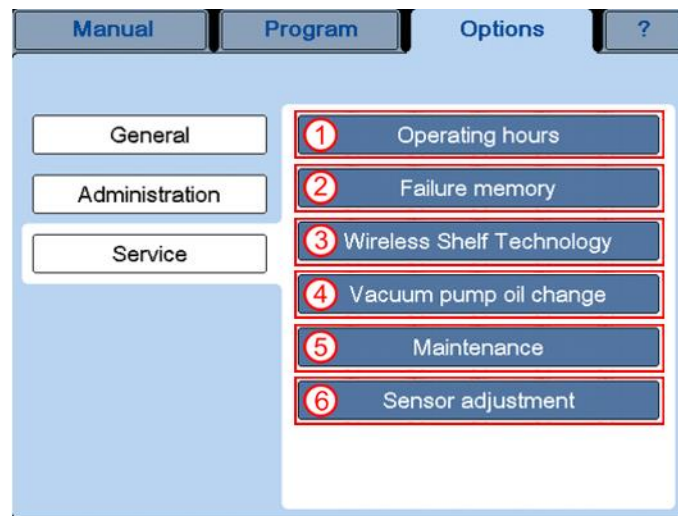 Manual Program Options ?
General
Administration
Service
1 Operating hours
2 Failure memory
3 Wireless Shelf Technology
4 Vacuum pump oil change
5 Maintenance
6 Sensor adjustment